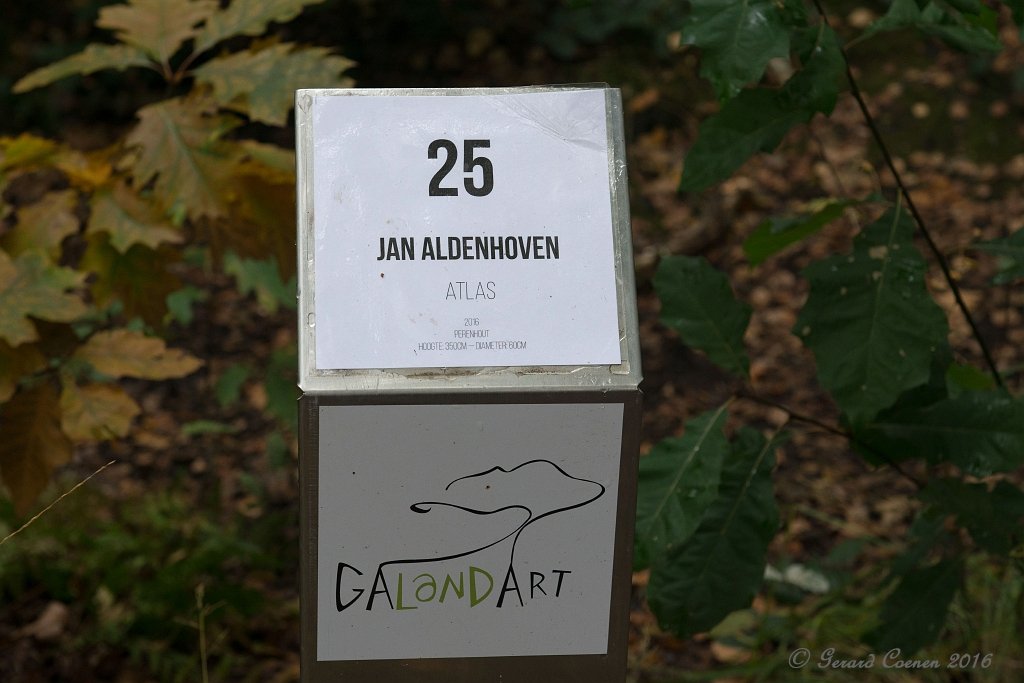 25
JAN ALDENHOVEN
ATLAS
2016
PERENHOUT
HOOGTE: 350CM – DIAMETER: 60CM
GALANDART
© Gerard Coenen 2016